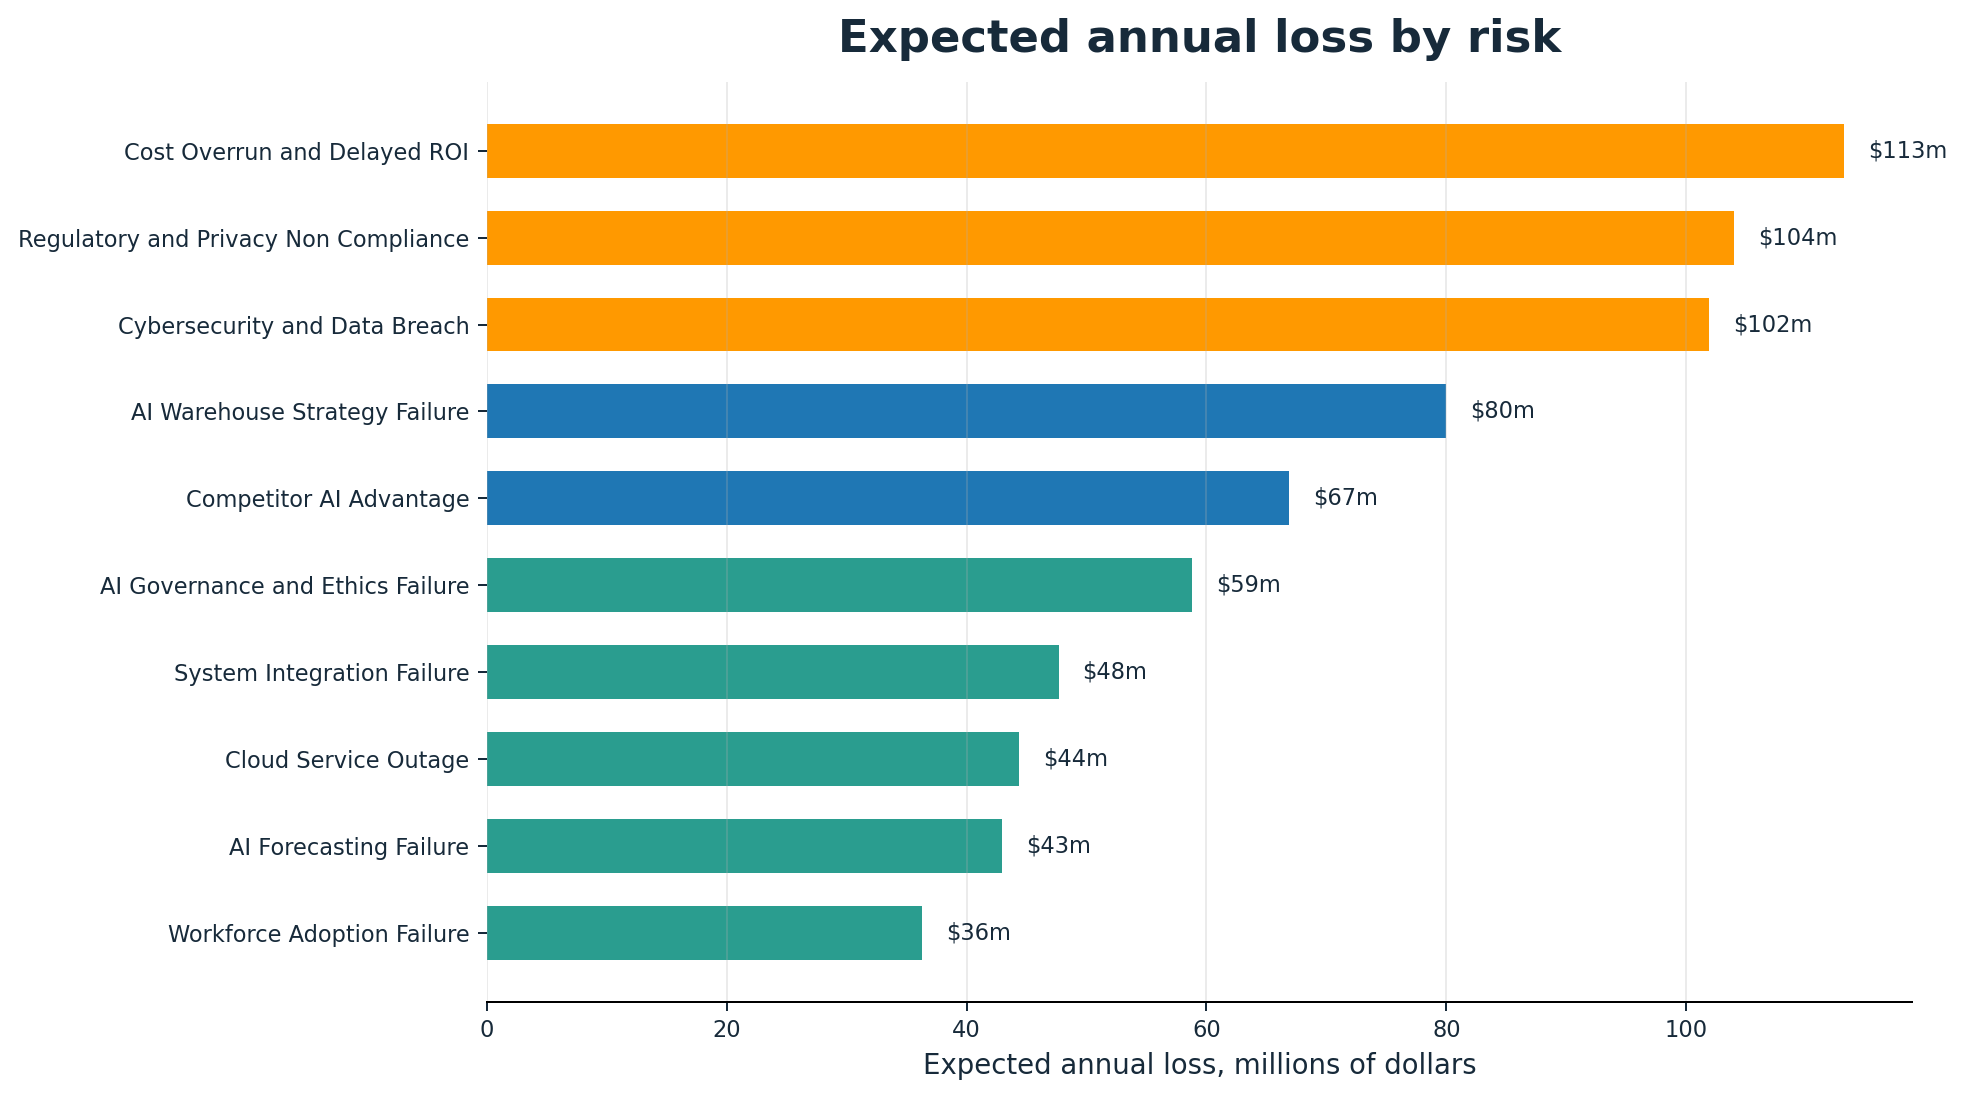 Expected annual loss by risk
Cost Overrun and Delayed ROI $113m
Regulatory and Privacy Non Compliance $104m
Cybersecurity and Data Breach $102m
AI Warehouse Strategy Failure $80m
Competitor AI Advantage $67m
AI Governance and Ethics Failure $59m
System Integration Failure $48m
Cloud Service Outage $44m
AI Forecasting Failure $43m
Workforce Adoption Failure $36m
0 20 40 60 80 100
Expected annual loss, millions of dollars